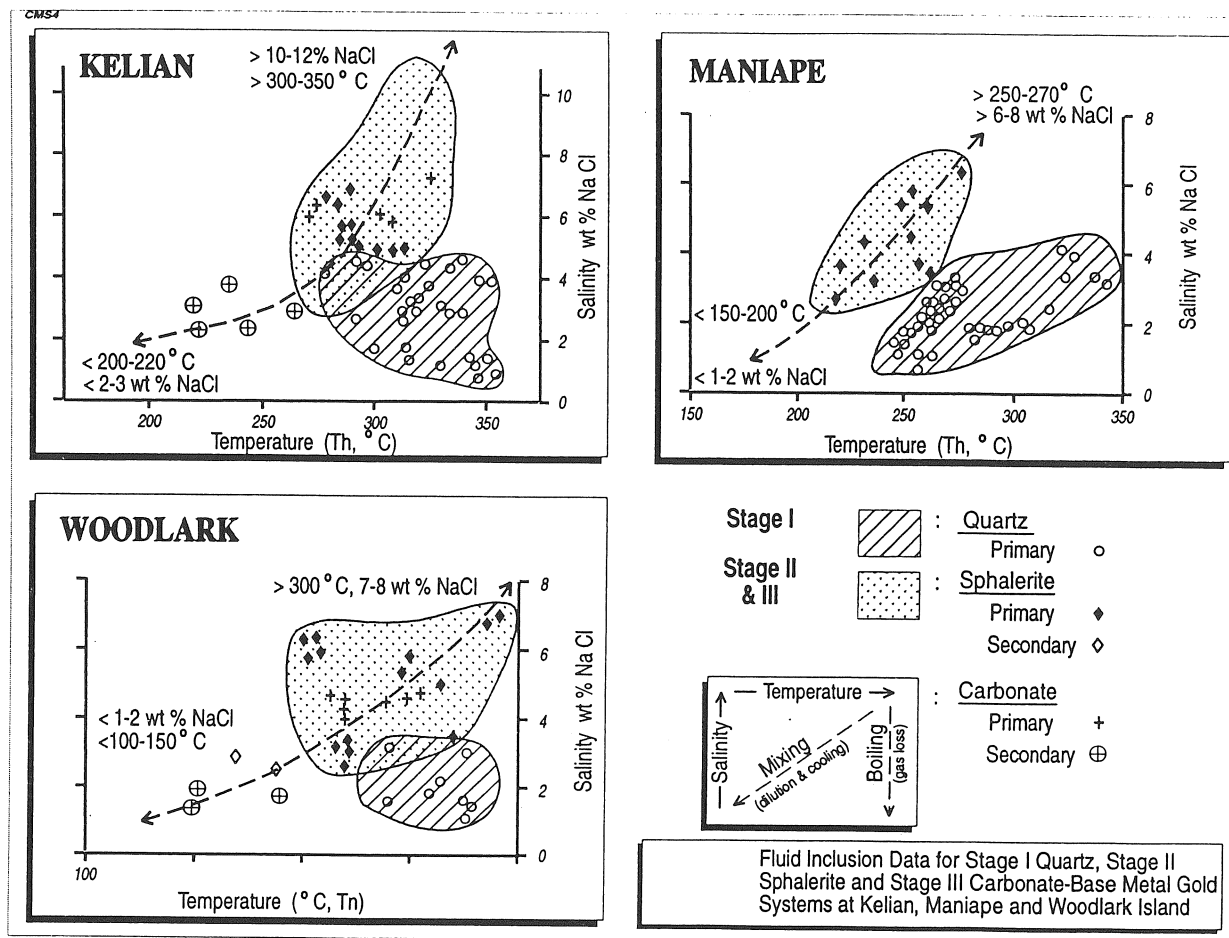 CMS4
KELIAN
> 10-12% NaCl
> 300-350° C
10
8
6
4
2
0
Salinity wt % Na Cl
< 200-220° C
< 2-3 wt % NaCl
200
250
300
350
Temperature (Th, ° C)
MANIAPE
> 250-270° C
> 6-8 wt % NaCl
8
6
4
2
0
Salinity wt % Na Cl
< 150-200° C
< 1-2 wt % NaCl
150
200
250
300
350
Temperature (Th, ° C)
WOODLARK
> 300°C, 7-8 wt % NaCl
8
6
4
2
0
Salinity wt % Na Cl
< 1-2 wt % NaCl
<100-150° C
100
Temperature (° C, Tn)
Stage I
: Quartz
Primary
Stage II
& III
: Sphalerite
Primary
Secondary
: Carbonate
Primary
Secondary
Temperature
Salinity
Mixing
(dilution & cooling)
Boiling
(gas loss)
Fluid Inclusion Data for Stage I Quartz, Stage II
Sphalerite and Stage III Carbonate-Base Metal Gold
Systems at Kelian, Maniape and Woodlark Island